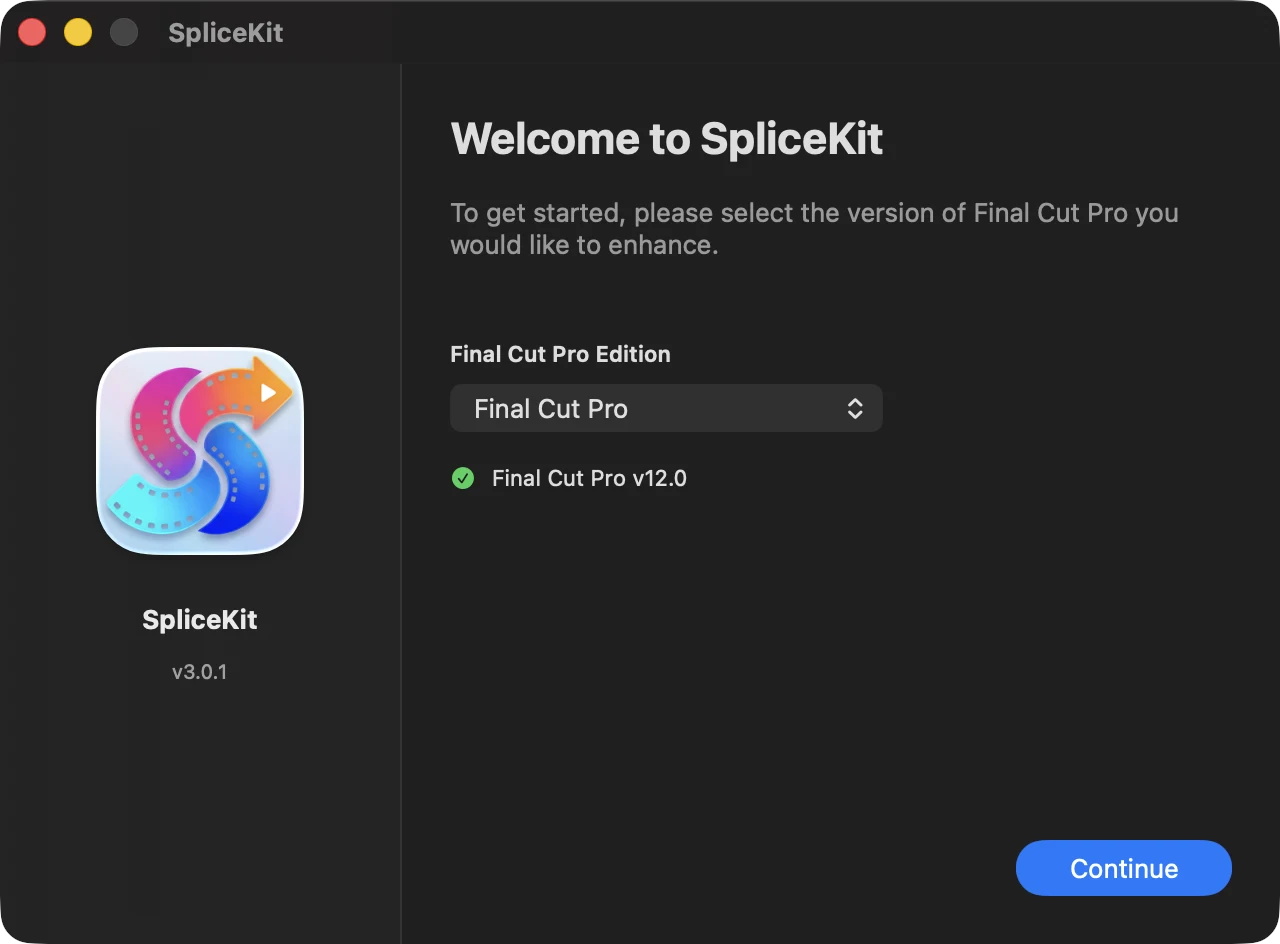 SpliceKit
Welcome to SpliceKit
To get started, please select the version of Final Cut Pro you
would like to enhance.
Final Cut Pro Edition
Final Cut Pro
Final Cut Pro v12.0
SpliceKit
v3.0.1
Continue